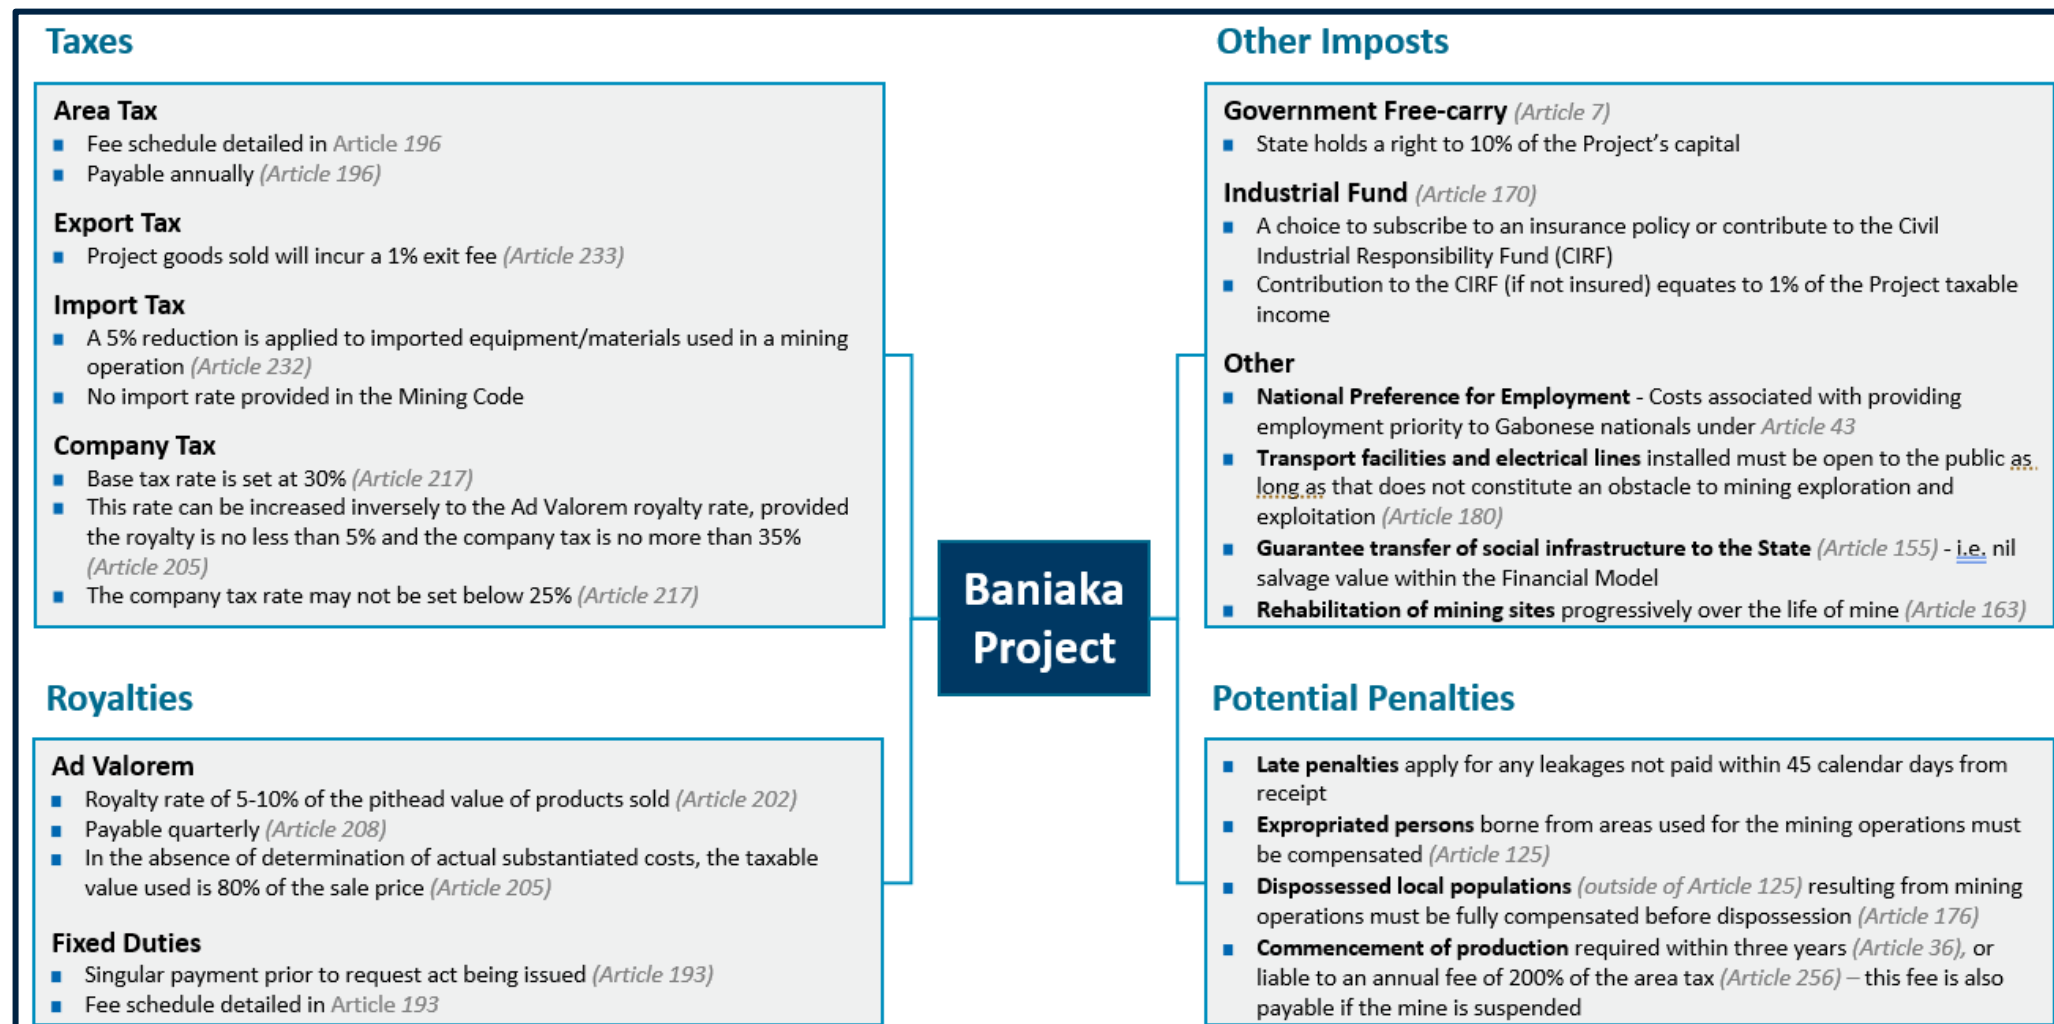 Taxes
Area Tax
Fee schedule detailed in Article 196
Payable annually (Article 196)
Export Tax
Project goods sold will incur a 1% exit fee (Article 233)
Import Tax
A 5% reduction is applied to imported equipment/materials used in a mining
operation (Article 232)
No import rate provided in the Mining Code
Company Tax
Base tax rate is set at 30% (Article 217)
This rate can be increased inversely to the Ad Valorem royalty rate, provided
the royalty is no less than 5% and the company tax is no more than 35%
(Article 205)
The company tax rate may not be set below 25% (Article 217)
Royalties
Ad Valorem
Royalty rate of 5-10% of the pithead value of products sold (Article 202)
Payable quarterly (Article 208)
In the absence of determination of actual substantiated costs, the taxable
value used is 80% of the sale price (Article 205)
Fixed Duties
Singular payment prior to request act being issued (Article 193)
Fee schedule detailed in Article 193
Baniaka
Project
Other Imposts
Government Free-carry (Article 7)
State holds a right to 10% of the Project's capital
Industrial Fund (Article 170)
A choice to subscribe to an insurance policy or contribute to the Civil
Industrial Responsibility Fund (CIRF)
Contribution to the CIRF (if not insured) equates to 1% of the Project taxable
income
Other
National Preference for Employment - Costs associated with providing
employment priority to Gabonese nationals under Article 43
Transport facilities and electrical lines installed must be open to the public as
long as that does not constitute an obstacle to mining exploration and
exploitation (Article 180)
Guarantee transfer of social infrastructure to the State (Article 155) - i.e. nil
salvage value within the Financial Model
Rehabilitation of mining sites progressively over the life of mine (Article 163)
Potential Penalties
Late penalties apply for any leakages not paid within 45 calendar days from
receipt
Expropriated persons borne from areas used for the mining operations must
be compensated (Article 125)
Dispossessed local populations (outside of Article 125) resulting from mining
operations must be fully compensated before dispossession (Article 176)
Commencement of production required within three years (Article 36), or
liable to an annual fee of 200% of the area tax (Article 256) – this fee is also
payable if the mine is suspended